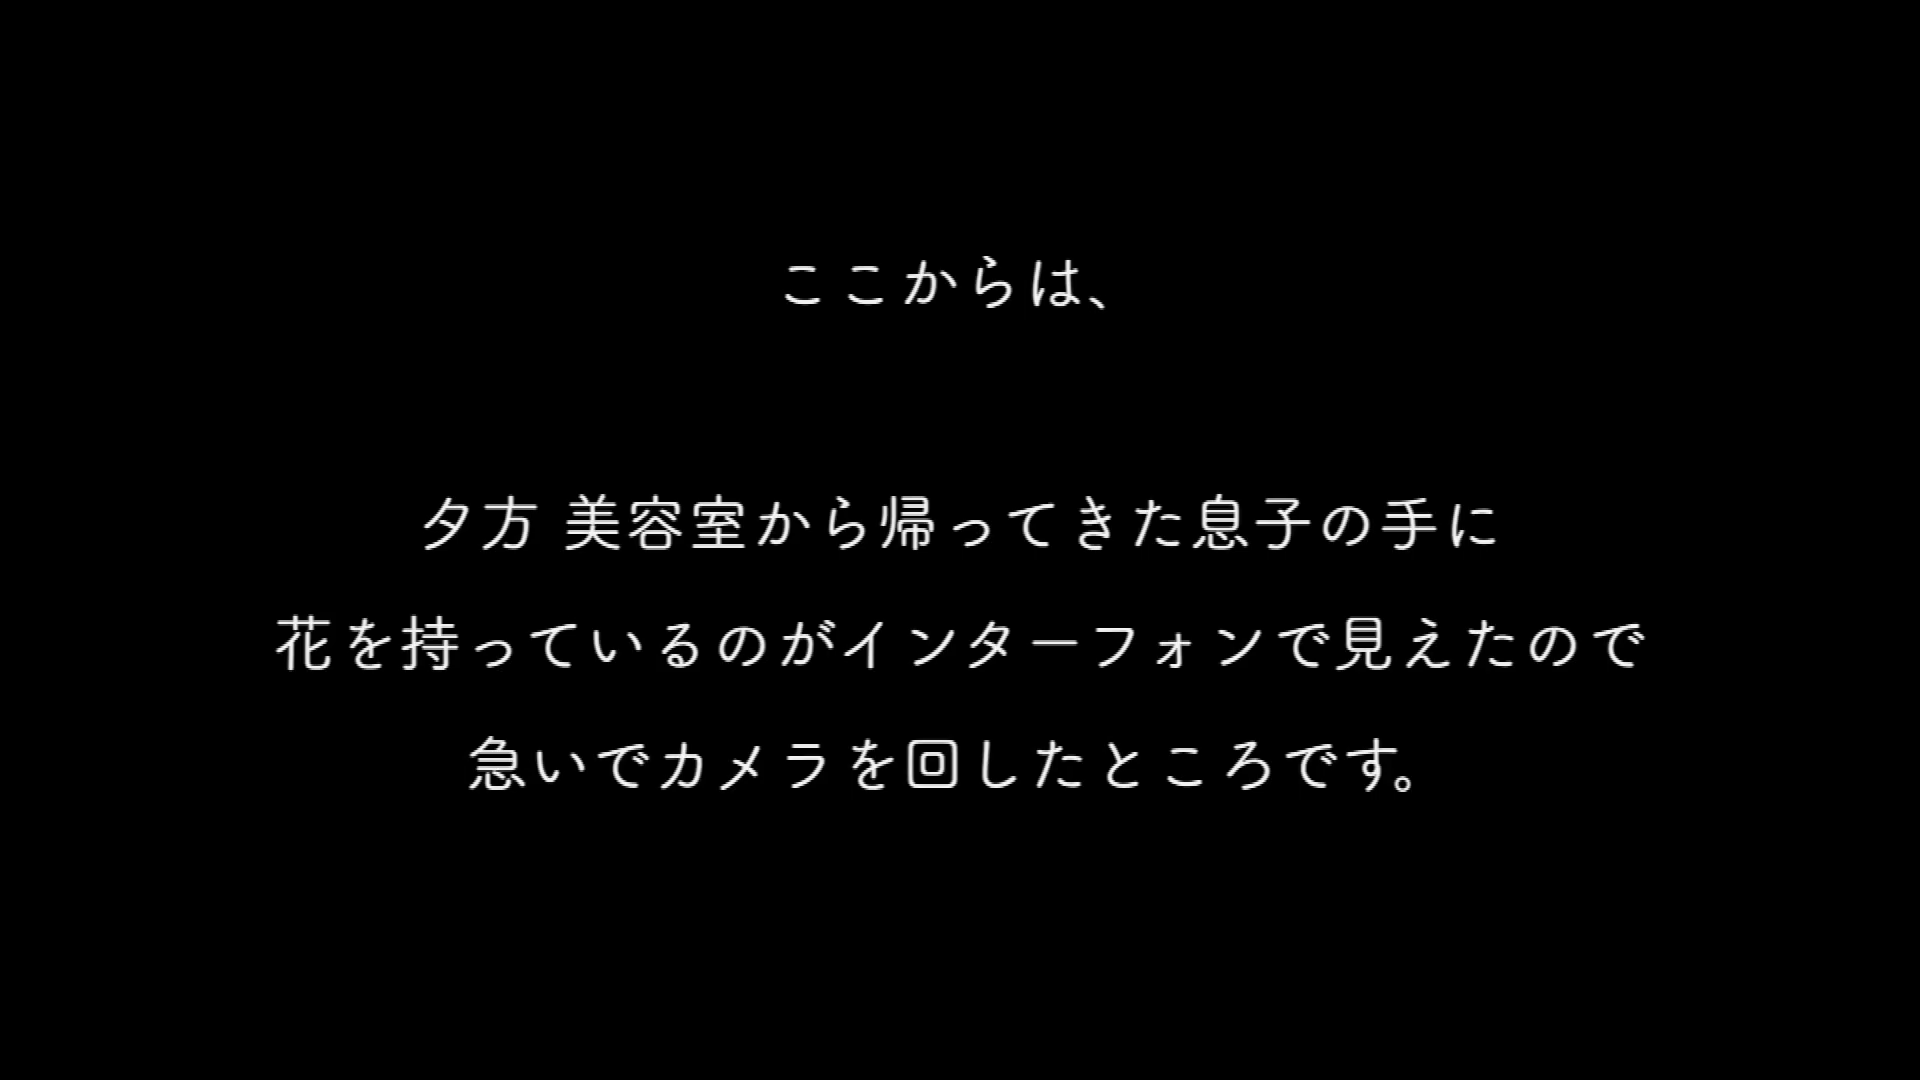 ここからは、
夕方 美容室から帰ってきた息子の手に
花を持っているのがインターフォンで見えたので
急いでカメラを回したところです。